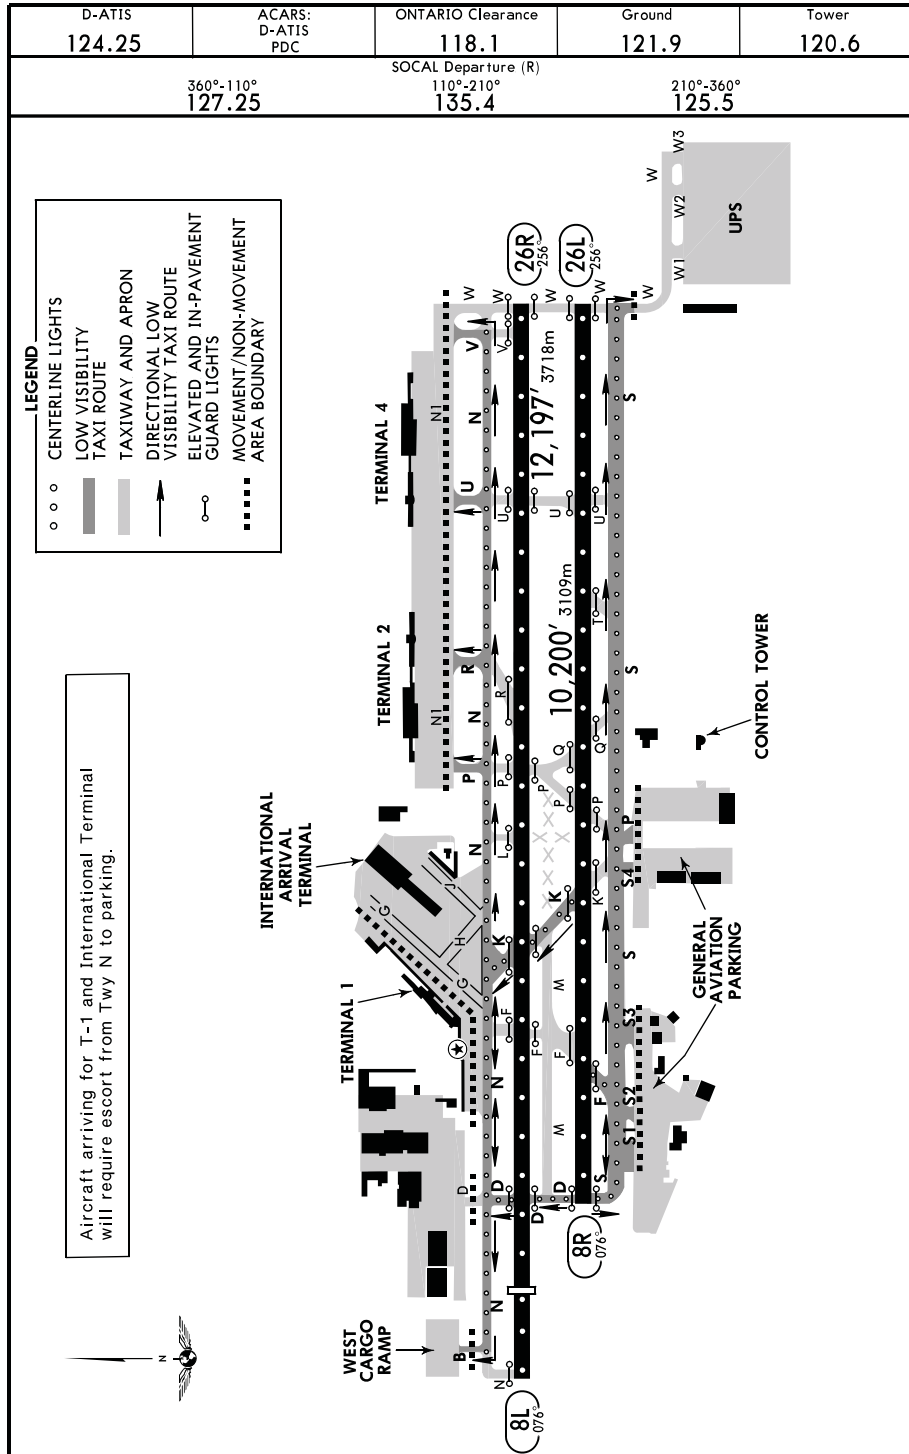 D-ATIS
124.25
ACARS:
D-ATIS
PDC
ONTARIO Clearance
118.1
Ground
121.9
Tower
120.6
SOCAL Departure (R)
360°-110°
127.25
110°-210°
135.4
210°-360°
125.5
LEGEND
CENTERLINE LIGHTS
LOW VISIBILITY
TAXI ROUTE
TAXIWAY AND APRON
DIRECTIONAL LOW
VISIBILITY TAXI ROUTE
ELEVATED AND IN-PAVEMENT
GUARD LIGHTS
MOVEMENT/NON-MOVEMENT
AREA BOUNDARY
Aircraft arriving for T-1 and International Terminal
will require escort from Twy N to parking.
N
WEST
CARGO
RAMP
TERMINAL 1
INTERNATIONAL
ARRIVAL
TERMINAL
TERMINAL 2
TERMINAL 4
N1
N1
G
G
H
J
B
D
N
N
N
D
N
K
F
N
L
P
P
N
R
R
U
U
N
V
V
W
W
8L
076°
26R
256°
12,197' 3718m
D
D
F
F
M
M
K
P
P
Q
U
W
8R
076°
26L
256°
10,200' 3109m
S
F
K
P
Q
T
U
W
S1
S2
S3
S
S4
P
S
S
W
W
W1
W2
W3
UPS
GENERAL
AVIATION
PARKING
CONTROL TOWER